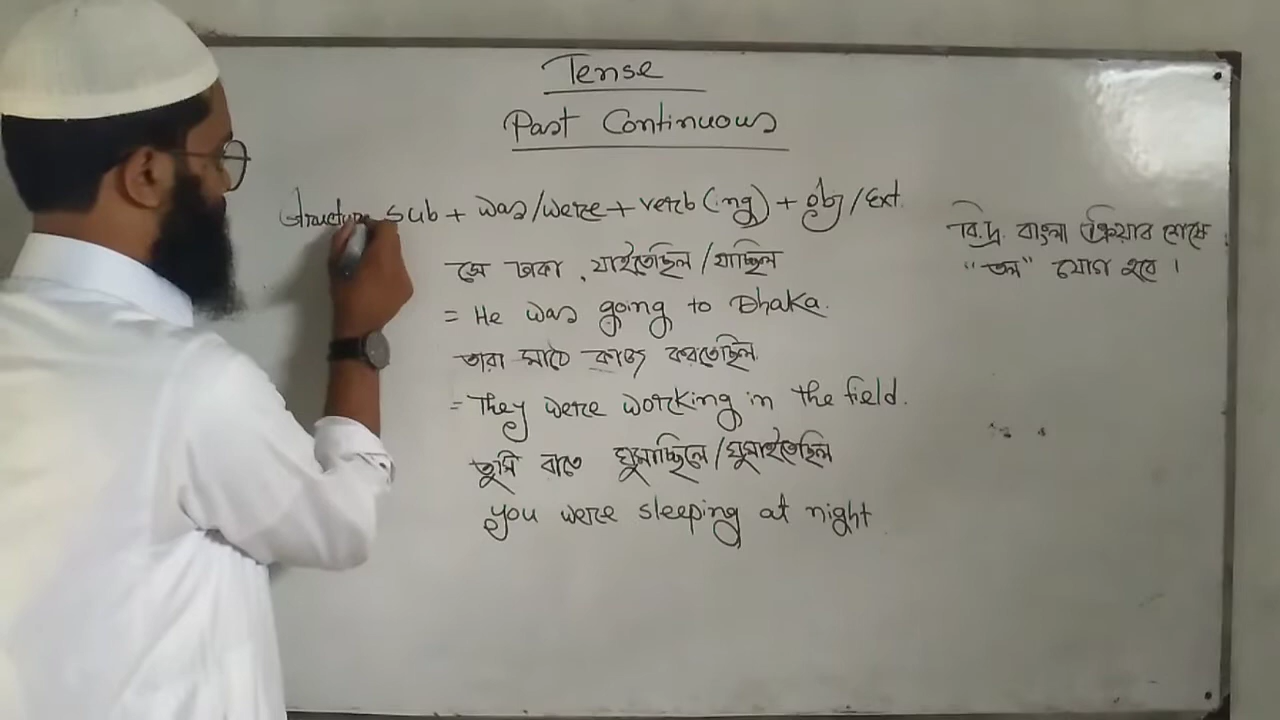 Tense
Past Continuous
Structure sub + was/were + verb (ing) + obj/Ext.
সে ঢাকা যাইতেছিল/যাচ্ছিল
= He was going to Dhaka.
তারা মাঠে কাজ করতেছিল.
= They were working in the field.
তুমি রাতে ঘুমাচ্ছিলে/ঘুমাইতেছিল
you were sleeping at night
বি.দ্র. বাংলা ক্রিয়ার শেষে
যোগ হবে ।